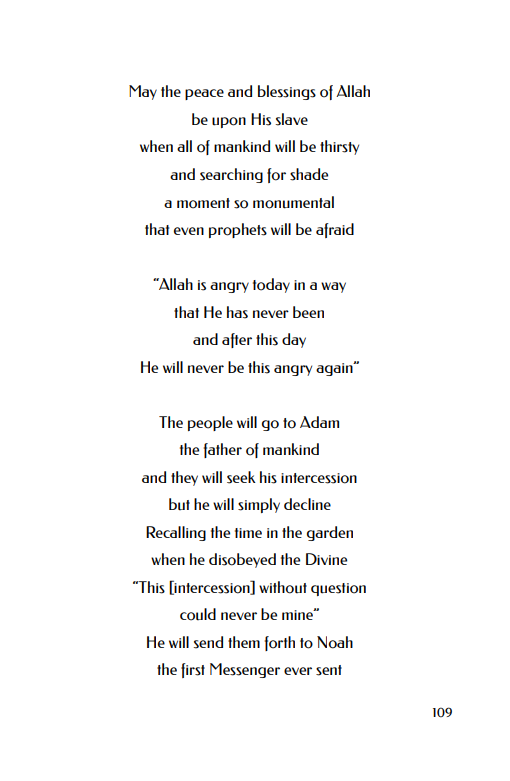 May the peace and blessings of Allah
be upon His slave
when all of mankind will be thirsty
and searching for shade
a moment so monumental
that even prophets will be afraid
“Allah is angry today in a way
that He has never been
and after this day
He will never be this angry again”
The people will go to Adam
the father of mankind
and they will seek his intercession
but he will simply decline
Recalling the time in the garden
when he disobeyed the Divine
“This [intercession] without question
could never be mine”
He will send them forth to Noah
the first Messenger ever sent
109